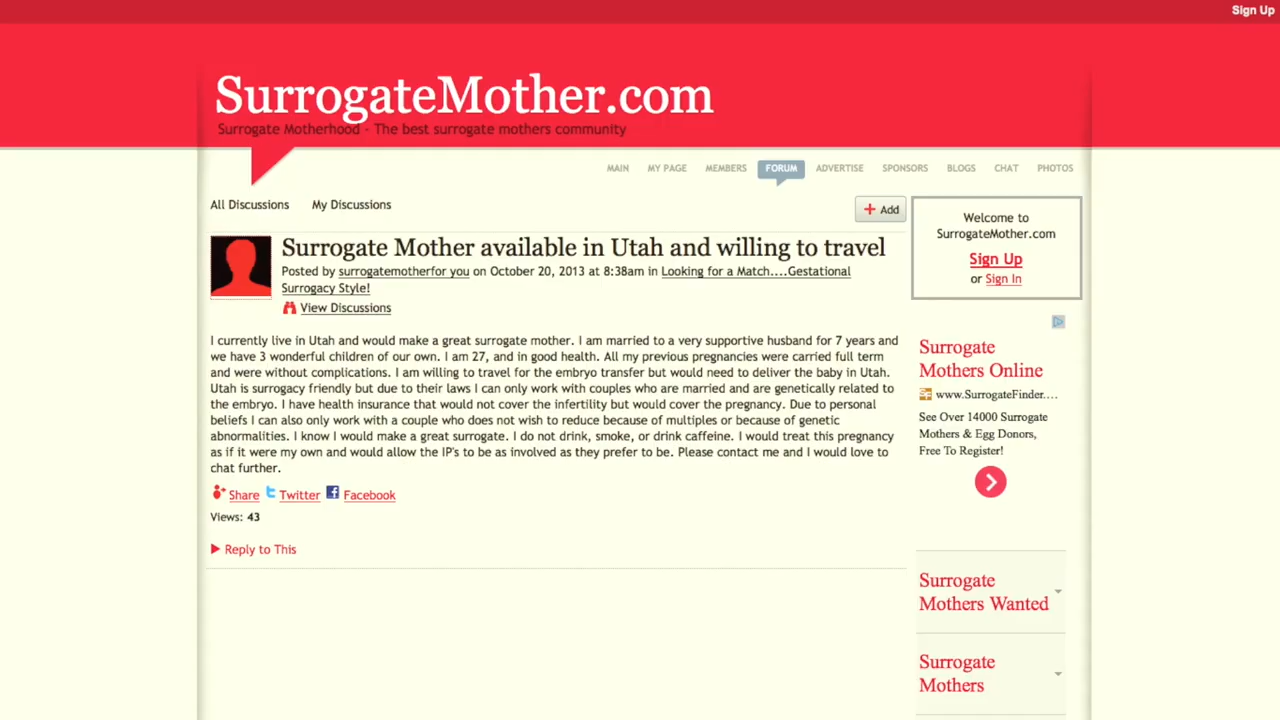 Sign Up
SurrogateMother.com
Surrogate Motherhood - The best surrogate mothers community
MAIN MY PAGE MEMBERS FORUM ADVERTISE SPONSORS BLOGS CHAT PHOTOS
All Discussions My Discussions
+ Add
Surrogate Mother available in Utah and willing to travel
Posted by surrogatemotherfor you on October 20, 2013 at 8:38am in Looking for a Match....Gestational
Surrogacy Style!
View Discussions
I currently live in Utah and would make a great surrogate mother. I am married to a very supportive husband for 7 years and
we have 3 wonderful children of our own. I am 27, and in good health. All my previous pregnancies were carried full term
and were without complications. I am willing to travel for the embryo transfer but would need to deliver the baby in Utah.
Utah is surrogacy friendly but due to their laws I can only work with couples who are married and are genetically related to
the embryo. I have health insurance that would not cover the infertility but would cover the pregnancy. Due to personal
beliefs I can also only work with a couple who does not wish to reduce because of multiples or because of genetic
abnormalities. I know I would make a great surrogate. I do not drink, smoke, or drink caffeine. I would treat this pregnancy
as if it were my own and would allow the IP's to be as involved as they prefer to be. Please contact me and I would love to
chat further.
Share Twitter Facebook
Views: 43
Reply to This
Welcome to
SurrogateMother.com
Sign Up
or Sign In
Surrogate
Mothers Online
www.SurrogateFinder....
See Over 14000 Surrogate
Mothers & Egg Donors,
Free To Register!
Surrogate
Mothers Wanted
Surrogate
Mothers